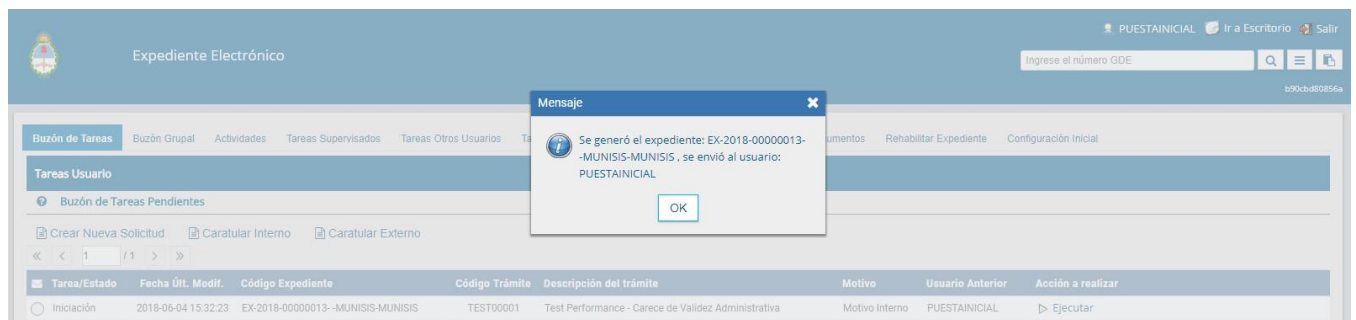 PUESTAINICIAL Ir a Escritorio Salir
Expediente Electrónico
Ingrese el número GDE
b90cbd80856a
Mensaje
Se generó el expediente: EX-2018-00000013-
-MUNISIS-MUNISIS , se envió al usuario:
PUESTAINICIAL
OK
Buzón de Tareas Buzón Grupal Actividades Tareas Supervisados Tareas Otros Usuarios Rehabilitar Expediente Configuración Inicial
Tareas Usuario
Buzón de Tareas Pendientes
Crear Nueva Solicitud Caratular Interno Caratular Externo
1 /1
Tarea/Estado Fecha Últ. Modif. Código Expediente Código Trámite Descripción del trámite Motivo Usuario Anterior Acción a realizar
Iniciación 2018-06-04 15:32:23 EX-2018-00000013- -MUNISIS-MUNISIS TEST00001 Test Performance - Carece de Validez Administrativa Motivo Interno PUESTAINICIAL Ejecutar